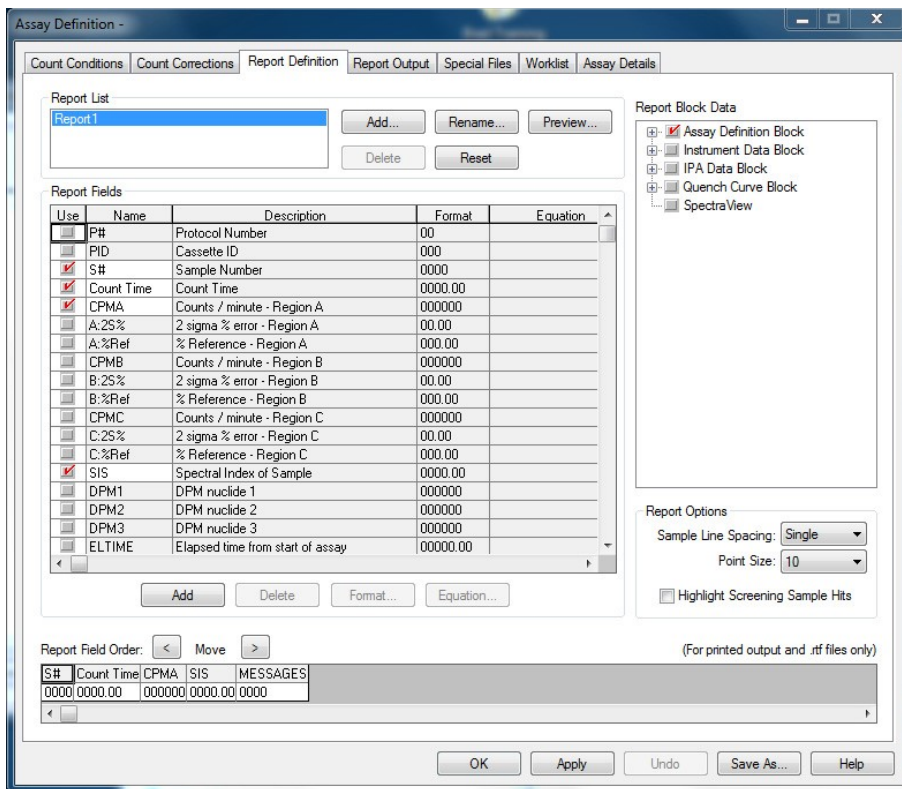 Assay Definition -
Count Conditions Count Corrections Report Definition Report Output Special Files Worklist Assay Details
Report List
Report1
Add... Rename... Preview...
Delete Reset
Report Block Data
Assay Definition Block
Instrument Data Block
IPA Data Block
Quench Curve Block
SpectraView
Report Fields
Use Name Description Format Equation
P# Protocol Number 00
PID Cassette ID 000
S# Sample Number 0000
Count Time Count Time 0000.00
CPMA Counts / minute - Region A 000000
A:2S% 2 sigma % error - Region A 00.00
A:%Ref % Reference - Region A 000.00
CPMB Counts / minute - Region B 000000
B:2S% 2 sigma % error - Region B 00.00
B:%Ref % Reference - Region B 000.00
CPMC Counts / minute - Region C 000000
C:2S% 2 sigma % error - Region C 00.00
C:%Ref % Reference - Region C 000.00
SIS Spectral Index of Sample 0000.00
DPM1 DPM nuclide 1 000000
DPM2 DPM nuclide 2 000000
DPM3 DPM nuclide 3 000000
ELTIME Elapsed time from start of assay 00000.00
Add Delete Format... Equation...
Report Options
Sample Line Spacing: Single
Point Size: 10
Highlight Screening Sample Hits
Report Field Order: < Move > (For printed output and .rtf files only)
S# Count Time CPMA SIS MESSAGES
0000 0000.00 000000 0000.00 0000
OK Apply Undo Save As... Help